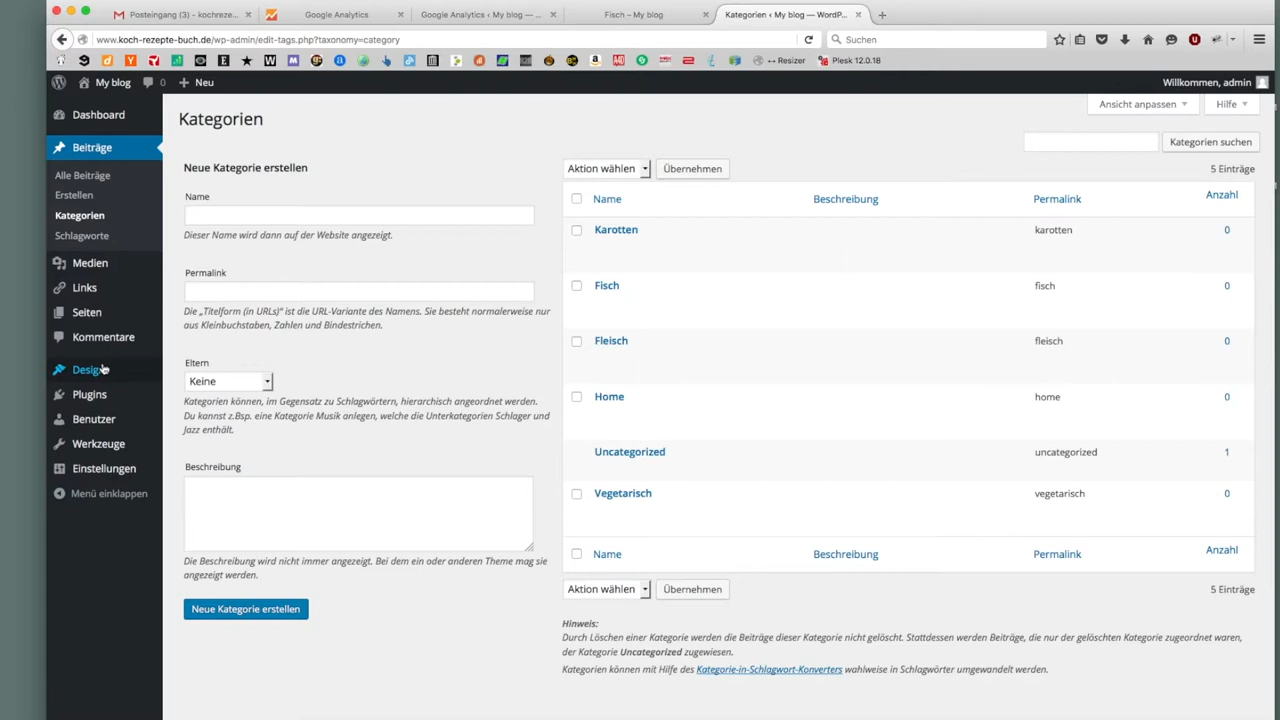 Posteingang (3) - kochreze...
Google Analytics
Google Analytics ‹ My blog — ...
Fisch – My blog
Kategorien ‹ My blog — WordP...
www.koch-rezepte-buch.de/wp-admin/edit-tags.php?taxonomy=category
Suchen
↔ Resizer
Plesk 12.0.18
My blog
0
Neu
Willkommen, admin
Dashboard
Beiträge
Alle Beiträge
Erstellen
Kategorien
Schlagworte
Medien
Links
Seiten
Kommentare
Design
Plugins
Benutzer
Werkzeuge
Einstellungen
Menü einklappen
Ansicht anpassen
Hilfe
Kategorien
Kategorien suchen
Neue Kategorie erstellen
Name
Dieser Name wird dann auf der Website angezeigt.
Permalink
Die „Titelform (in URLs)“ ist die URL-Variante des Namens. Sie besteht normalerweise nur
aus Kleinbuchstaben, Zahlen und Bindestrichen.
Eltern
Keine
Kategorien können, im Gegensatz zu Schlagwörtern, hierarchisch angeordnet werden.
Du kannst z.Bsp. eine Kategorie Musik anlegen, welche die Unterkategorien Schlager und
Jazz enthält.
Beschreibung
Die Beschreibung wird nicht immer angezeigt. Bei dem ein oder anderen Theme mag sie
angezeigt werden.
Neue Kategorie erstellen
Aktion wählen
Übernehmen
5 Einträge
Name Beschreibung Permalink Anzahl
Karotten karotten 0
Fisch fisch 0
Fleisch fleisch 0
Home home 0
Uncategorized uncategorized 1
Vegetarisch vegetarisch 0
Name Beschreibung Permalink Anzahl
Aktion wählen
Übernehmen
5 Einträge
Hinweis:
Durch Löschen einer Kategorie werden die Beiträge dieser Kategorie nicht gelöscht. Stattdessen werden Beiträge, die nur der gelöschten Kategorie zugeordnet waren,
der Kategorie Uncategorized zugewiesen.
Kategorien können mit Hilfe des Kategorie-in-Schlagwort-Konverters wahlweise in Schlagwörter umgewandelt werden.